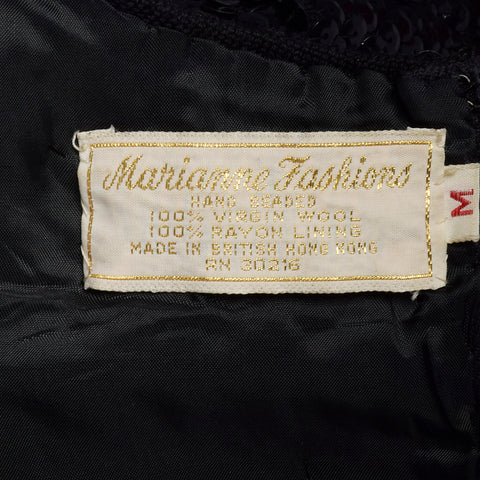 Marianne Fashions
HAND BEADED
100% VIRGIN WOOL
100% RAYON LINING
MADE IN BRITISH HONG KONG
RN 30216
M